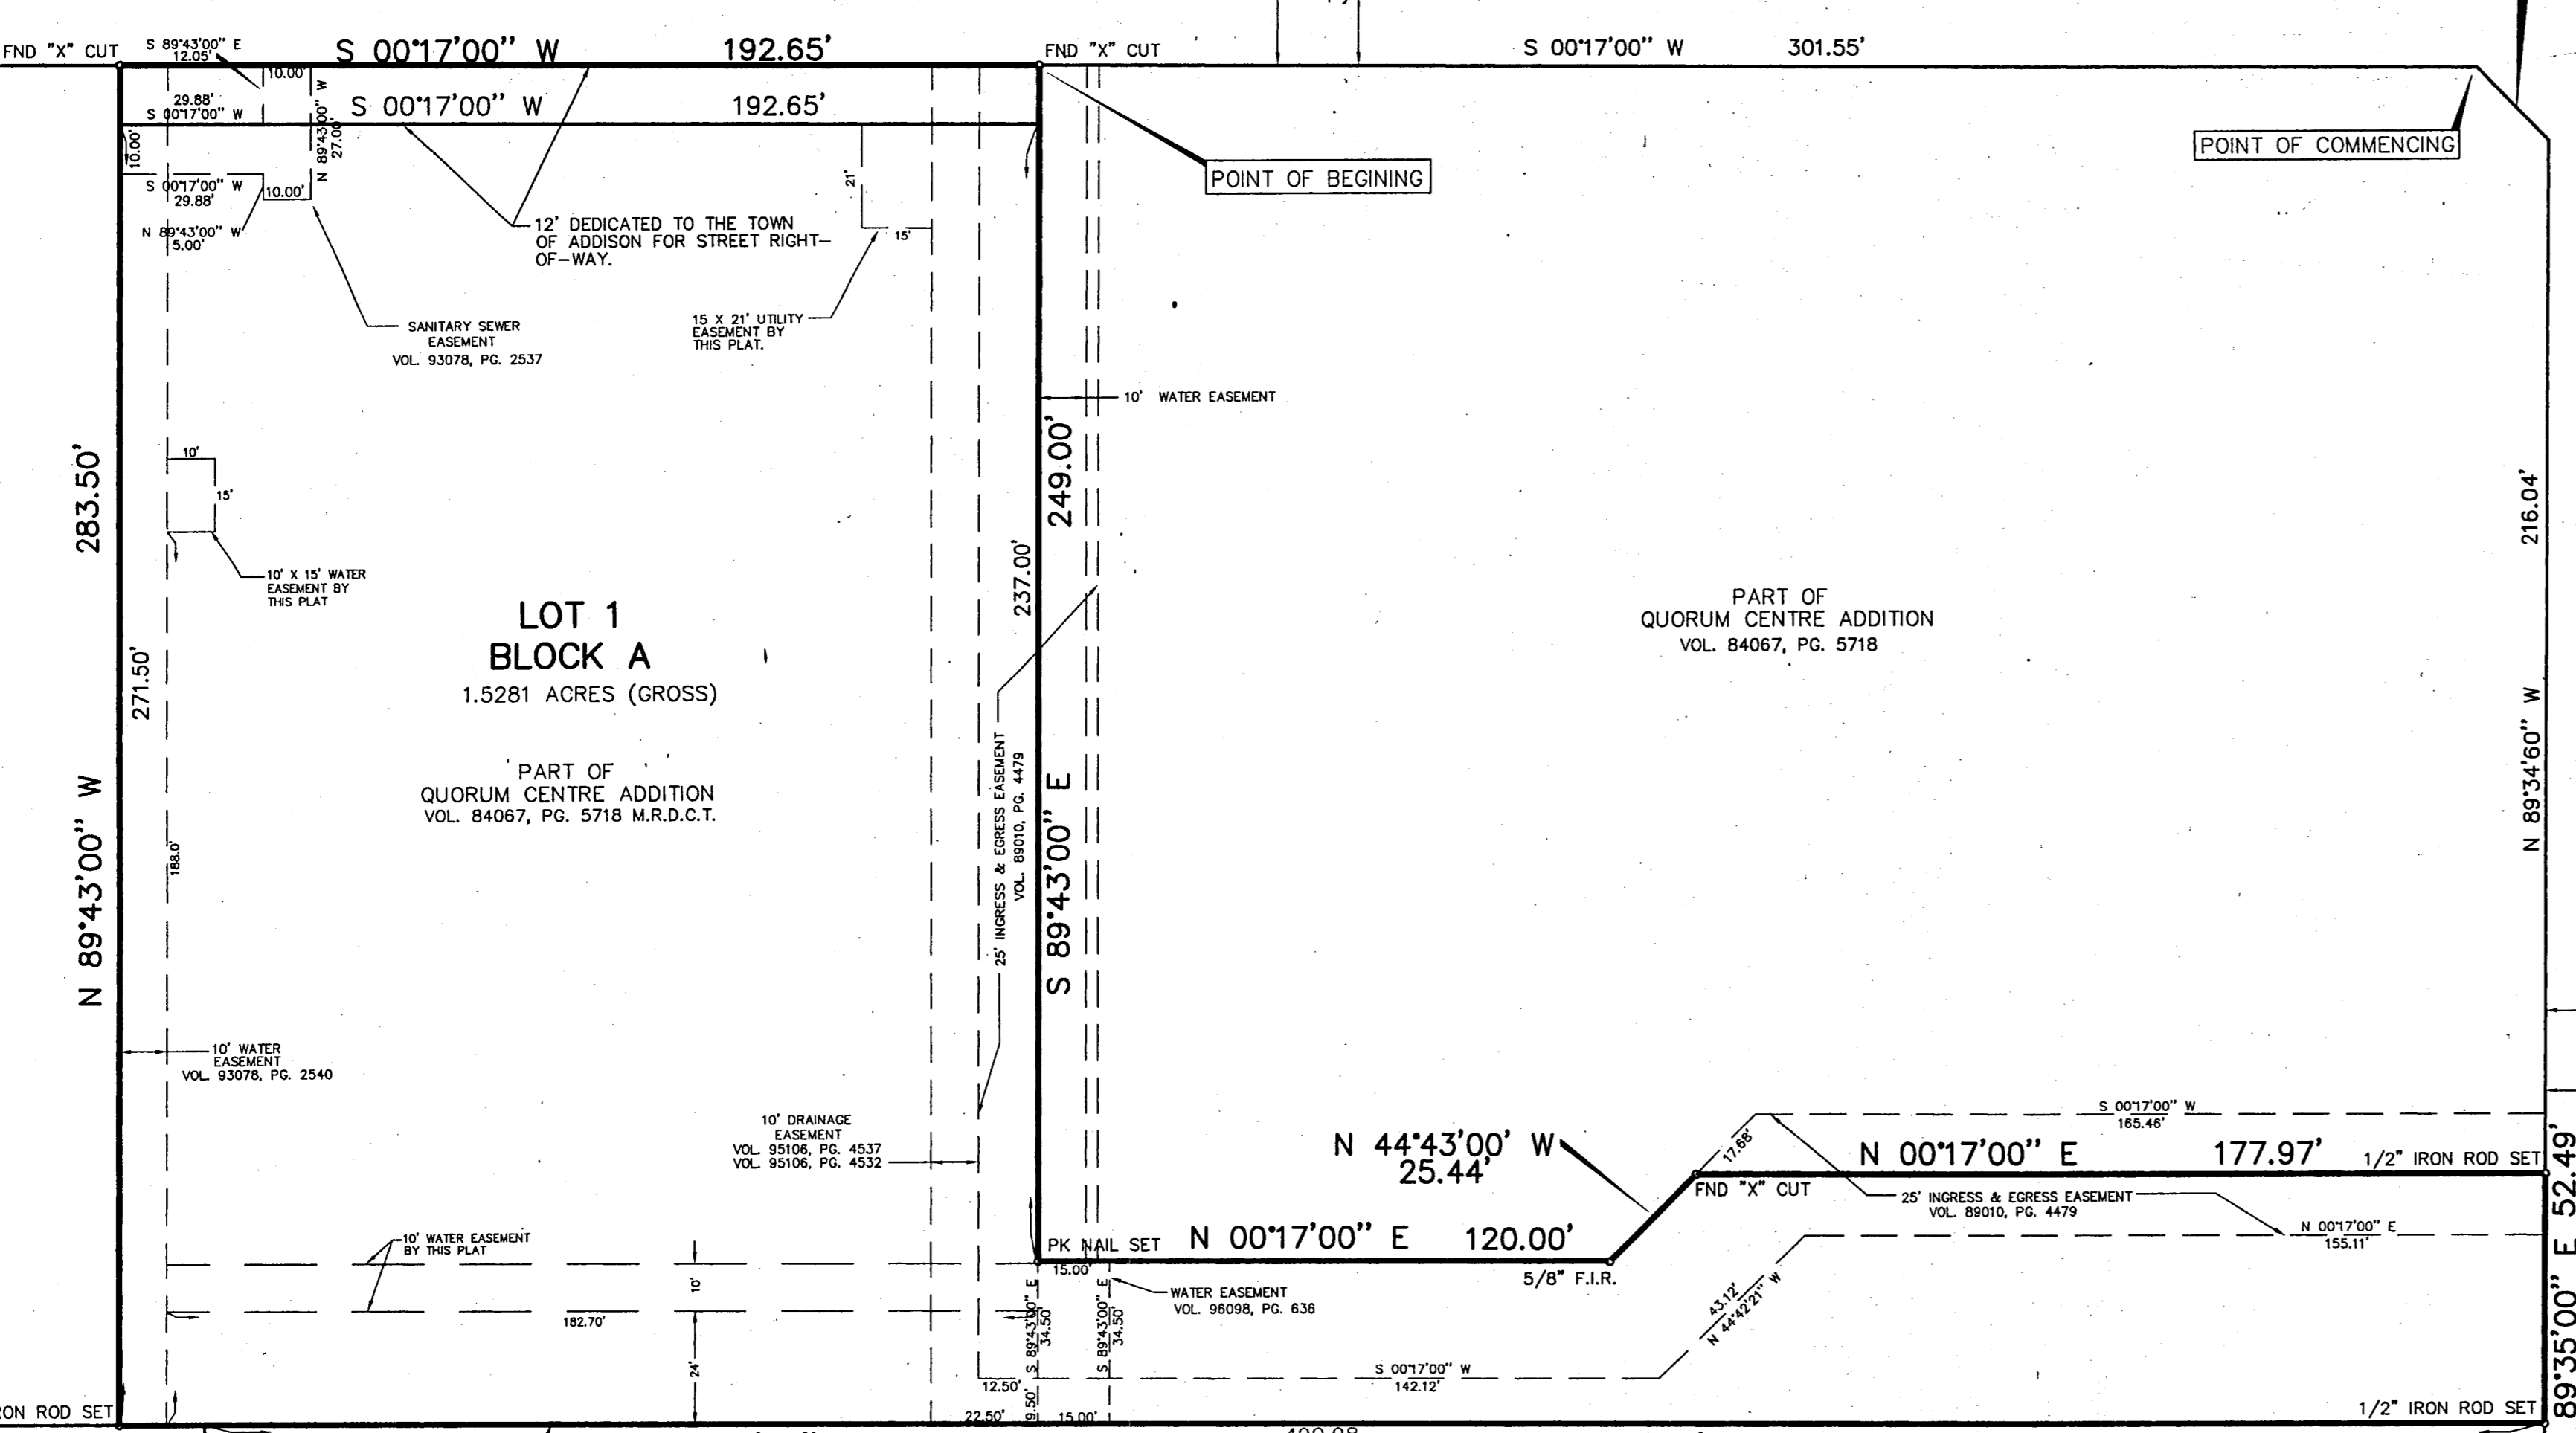 FND "X" CUT
S 89°43'00" E
12.05'
S 00°17'00" W 192.65'
FND "X" CUT
S 00°17'00" W 301.55'
10.00'
29.88'
S 00°17'00" W
S 00°17'00" W 192.65'
N 89°43'00" W
27.00'
10.00'
S 00°17'00" W
29.88'
10.00'
N 89°43'00" W
5.00'
21'
15'
POINT OF BEGINING
POINT OF COMMENCING
12' DEDICATED TO THE TOWN
OF ADDISON FOR STREET RIGHT-
OF-WAY.
SANITARY SEWER
EASEMENT
VOL. 93078, PG. 2537
15 X 21' UTILITY
EASEMENT BY
THIS PLAT.
10' WATER EASEMENT
283.50'
N 89°43'00" W
10'
15'
10' X 15' WATER
EASEMENT BY
THIS PLAT
249.00'
S 89°43'00" E
237.00'
216.04'
N 89°34'60" W
LOT 1
BLOCK A
1.5281 ACRES (GROSS)
271.50'
188.0'
PART OF
QUORUM CENTRE ADDITION
VOL. 84067, PG. 5718 M.R.D.C.T.
PART OF
QUORUM CENTRE ADDITION
VOL. 84067, PG. 5718
25' INGRESS & EGRESS EASEMENT
VOL. 89010, PG. 4479
10' WATER
EASEMENT
VOL. 93078, PG. 2540
10' DRAINAGE
EASEMENT
VOL. 95106, PG. 4537
VOL. 95106, PG. 4532
N 44°43'00' W
25.44'
17.68'
S 00°17'00" W
165.46'
N 00°17'00" E 177.97'
1/2" IRON ROD SET
FND "X" CUT
25' INGRESS & EGRESS EASEMENT
VOL. 89010, PG. 4479
N 00°17'00" E
155.11'
10' WATER EASEMENT
BY THIS PLAT
PK NAIL SET
N 00°17'00" E 120.00'
15.00'
5/8" F.I.R.
WATER EASEMENT
VOL. 96098, PG. 636
S 89°43'00" E
34.50'
S 89°43'00" E
34.50'
43.12'
N 44°42'21" W
10'
182.70'
24'
12.50'
S 00°17'00" W
142.12'
22.50'
9.50'
15.00'
89°35'00" E 52.49'
ON ROD SET
1/2" IRON ROD SET